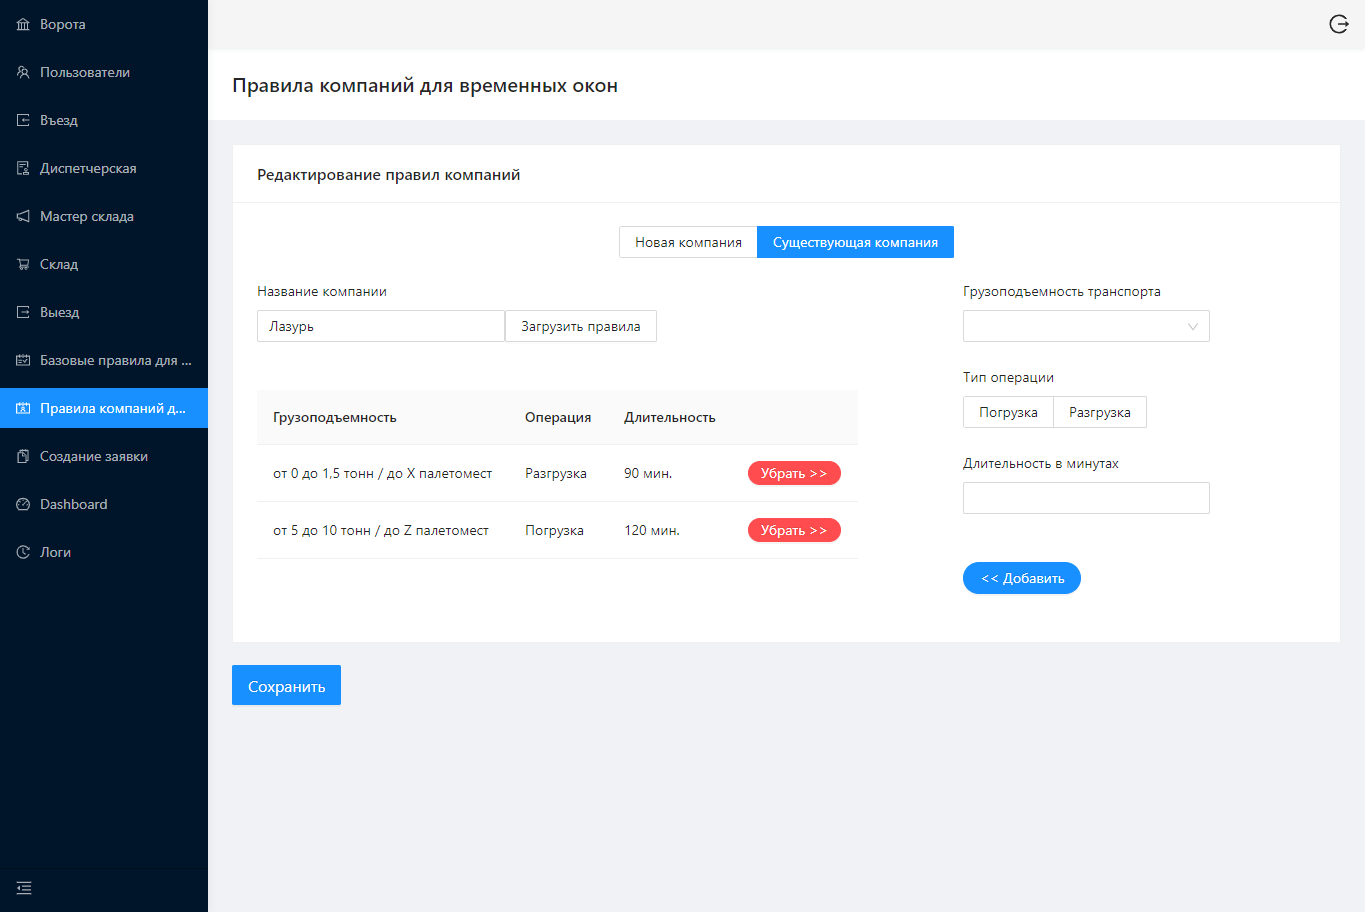 Ворота
Пользователи
Въезд
Диспетчерская
Мастер склада
Склад
Выезд
Базовые правила для ...
Правила компаний д...
Создание заявки
Dashboard
Логи
Правила компаний для временных окон
Редактирование правил компаний
Новая компания Существующая компания
Название компании
Лазурь Загрузить правила
Грузоподъемность Операция Длительность
от 0 до 1,5 тонн / до X палетомест Разгрузка 90 мин. Убрать >>
от 5 до 10 тонн / до Z палетомест Погрузка 120 мин. Убрать >>
Грузоподъемность транспорта
Тип операции
Погрузка Разгрузка
Длительность в минутах
<< Добавить
Сохранить